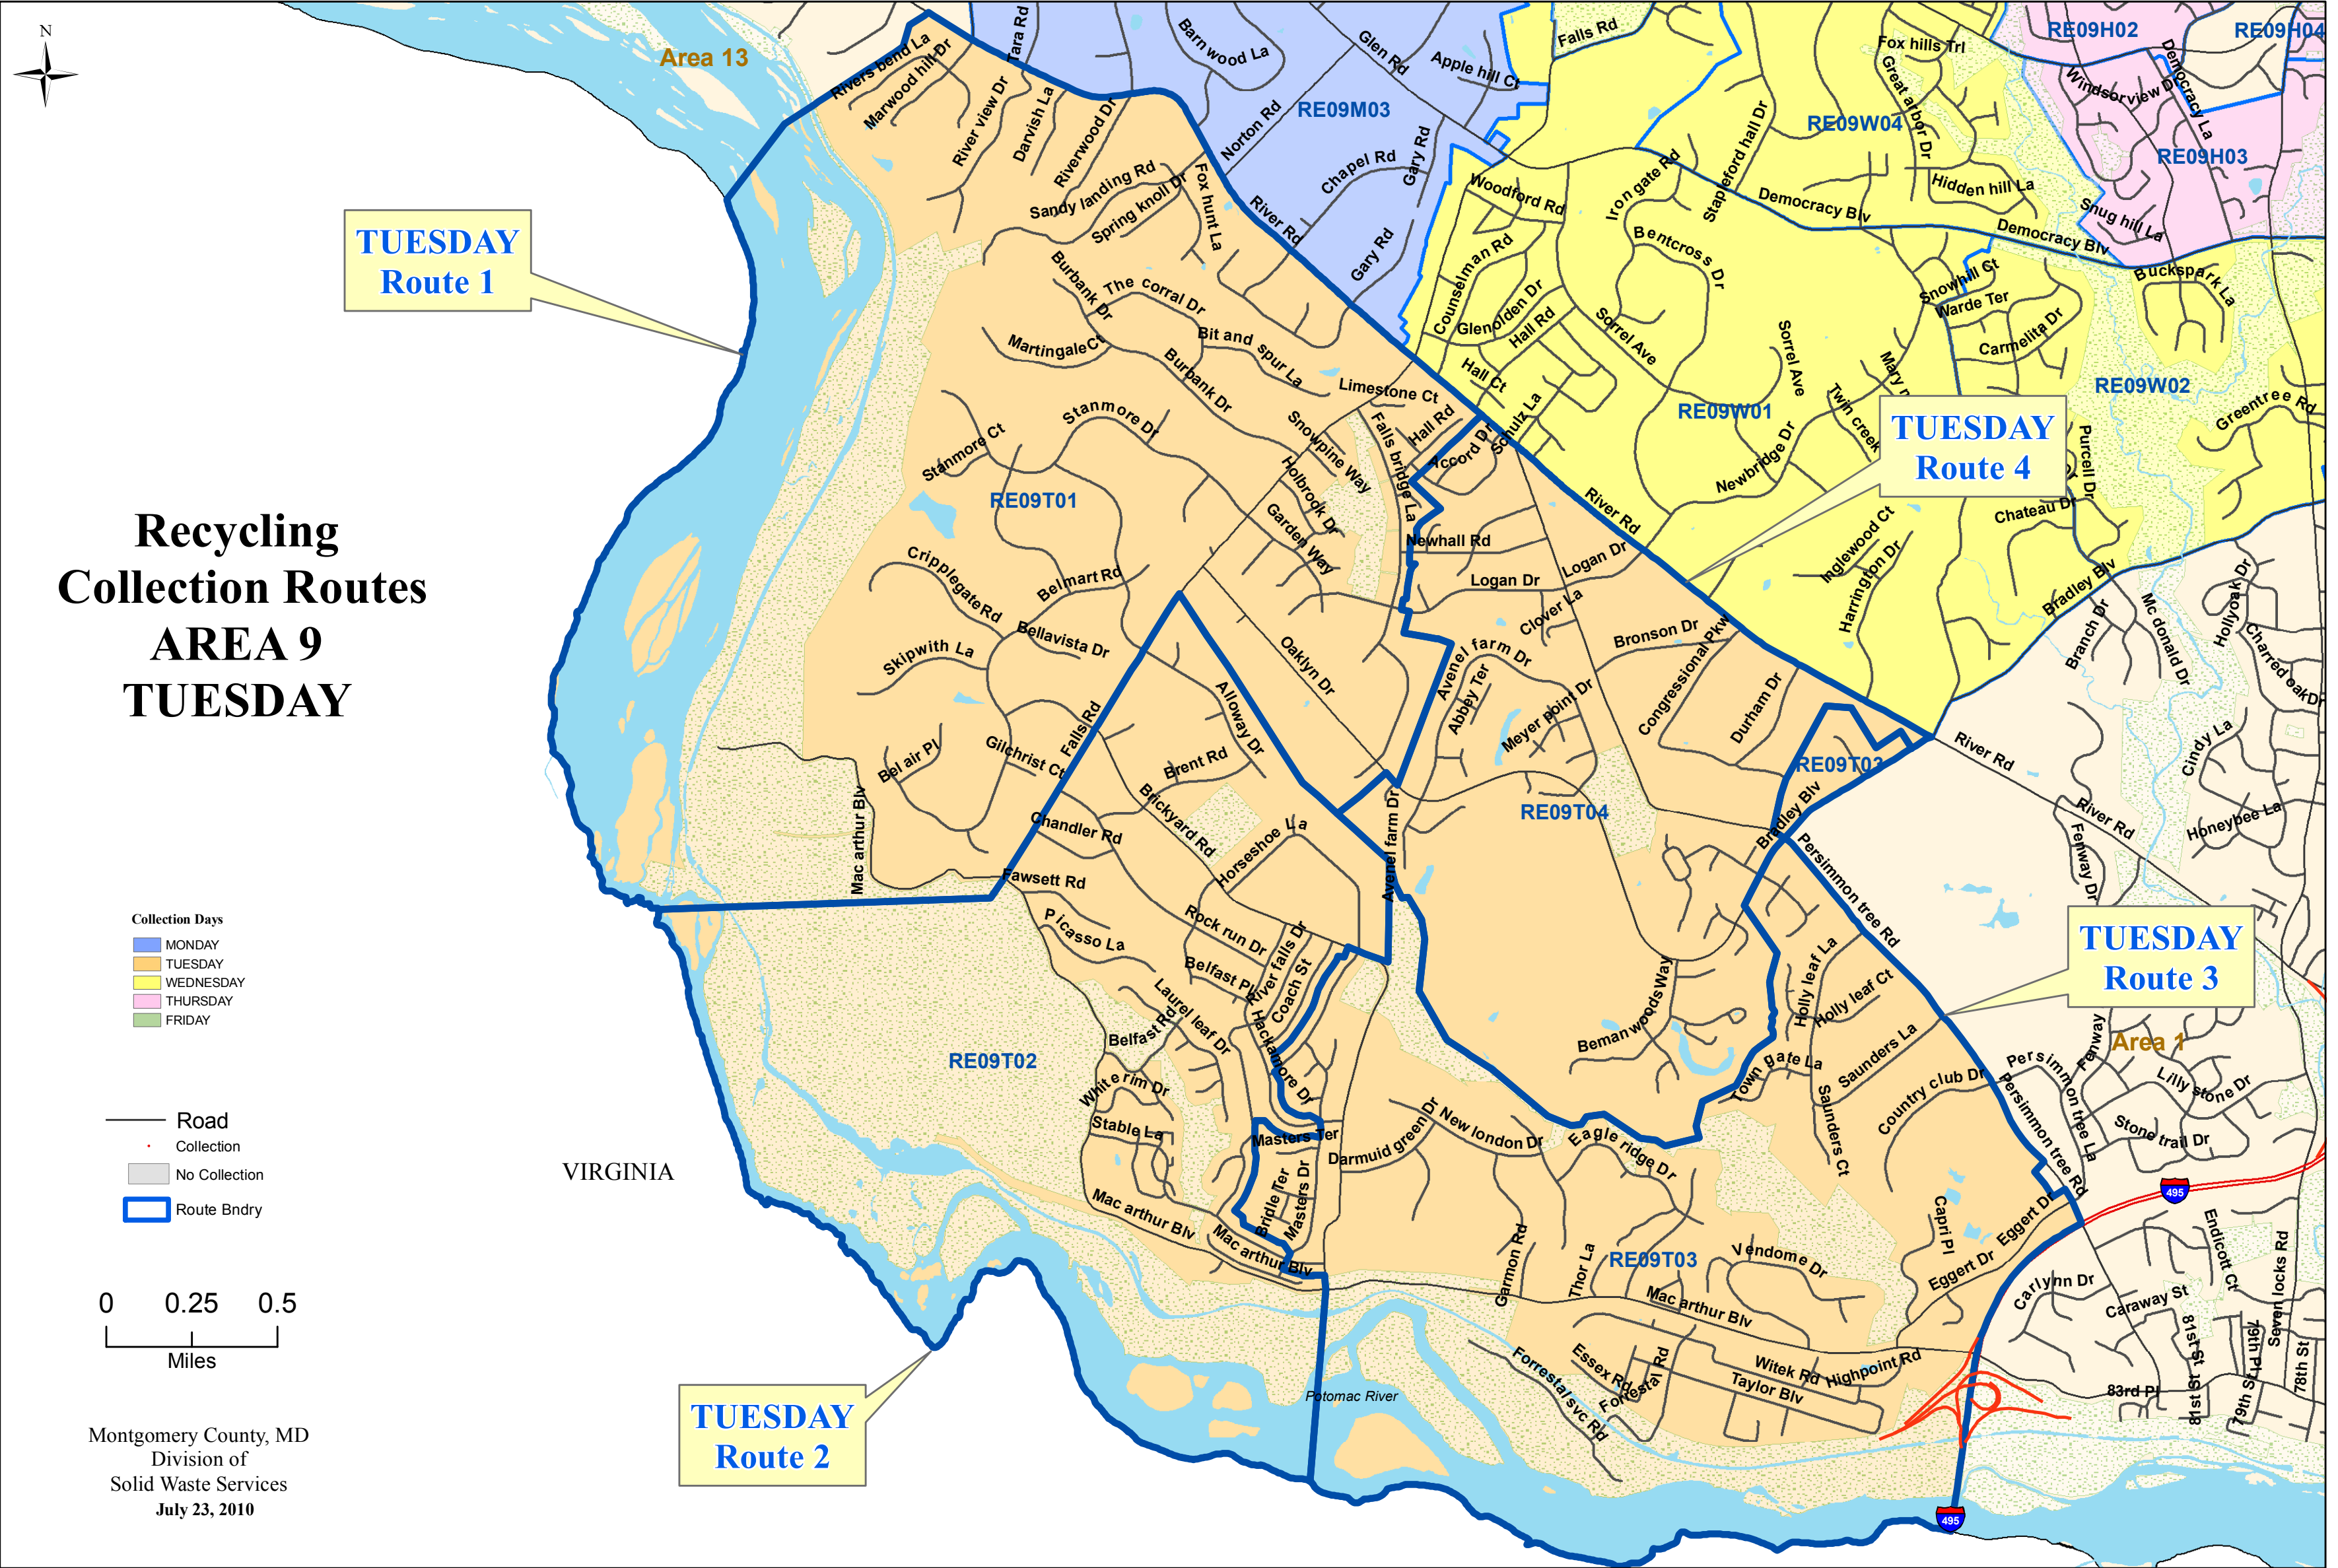 N
Area 13
TUESDAY
Route 1
Recycling
Collection Routes
AREA 9
TUESDAY
Collection Days
MONDAY
TUESDAY
WEDNESDAY
THURSDAY
FRIDAY
Road
Collection
No Collection
Route Bndry
0 0.25 0.5
Miles
Montgomery County, MD
Division of
Solid Waste Services
July 23, 2010
VIRGINIA
TUESDAY
Route 2
TUESDAY
Route 4
TUESDAY
Route 3
Area 1
RE09M03
RE09W04
RE09H02
RE09H04
RE09H03
RE09W02
RE09W01
RE09T01
RE09T04
RE09T03
RE09T02
RE09T03
Rivers bend La
Marwood hill Dr
Tara Rd
River view Dr
Darvish La
Riverwood Dr
Barnwood La
Glen Rd
Apple hill Ct
Norton Rd
Chapel Rd
Gary Rd
Gary Rd
River Rd
Sandy landing Rd
Spring knoll Dr
Fox hunt La
Falls Rd
Fox hills Trl
Great arbor Dr
Democracy La
Windsorview Dr
Snug hill La
Hidden hill La
Stapleford hall Dr
Iron gate Rd
Woodford Rd
Democracy Blv
Democracy Blv
Bentcross Dr
Counselman Rd
Glenolden Dr
Hall Rd
Hall Ct
Sorrel Ave
Sorrel Ave
Snowhill Ct
Warde Ter
Carmelita Dr
Buckspark La
Greentree Rd
Twin creek
Newbridge Dr
Purcell Dr
Chateau Dr
Inglewood Ct
Harrington Dr
Bradley Blv
Burbank Dr
The corral Dr
Martingale Ct
Bit and spur La
Burbank Dr
Limestone Ct
Stanmore Dr
Stanmore Ct
Snowpine Way
Falls bridge La
Hall Rd
Accord Dr
Schulz La
Holbrook Dr
Garden Way
Newhall Rd
River Rd
Logan Dr
Logan Dr
Clover La
Cripplegate Rd
Belmart Rd
Bellavista Dr
Skipwith La
Bel air Pl
Gilchrist Ct
Falls Rd
Oaklyn Dr
Alloway Dr
Brent Rd
Brickyard Rd
Chandler Rd
Horseshoe La
Mac arthur Blv
Fawsett Rd
Picasso La
Rock run Dr
Belfast Pl
River falls Dr
Coach St
Laurel leaf Dr
Belfast Rd
Hackamore Dr
White rim Dr
Stable La
Masters Ter
Bridle Ter
Masters Dr
Mac arthur Blv
Mac arthur Blv
Avenel farm Dr
Avenel farm Dr
Abbey Ter
Meyer point Dr
Bronson Dr
Congressional Pkw
Durham Dr
Bradley Blv
Persimmon tree Rd
Beman woods Way
Holly leaf La
Holly leaf Ct
Town gate La
Saunders La
Saunders Ct
Country club Dr
Darmuid green Dr
New london Dr
Eagle ridge Dr
Garmon Rd
Thor La
Vendome Dr
Capri Pl
Eggert Dr
Eggert Dr
Mac arthur Blv
Essex Rd
Forrestal Rd
Forrestal svc Rd
Witek Rd
Highpoint Rd
Taylor Blv
Potomac River
495
495
Branch Dr
Mc donald Dr
Hollyoak Dr
Charred oak Dr
Cindy La
Honeybee La
River Rd
River Rd
Fenway Dr
Fenway
Persimmon tree La
Persimmon tree Rd
Lilly stone Dr
Stone trail Dr
Endicott Ct
Seven locks Rd
Carlynn Dr
Caraway St
81st St
81st St
79th Pl
79th St
78th St
83rd Pl